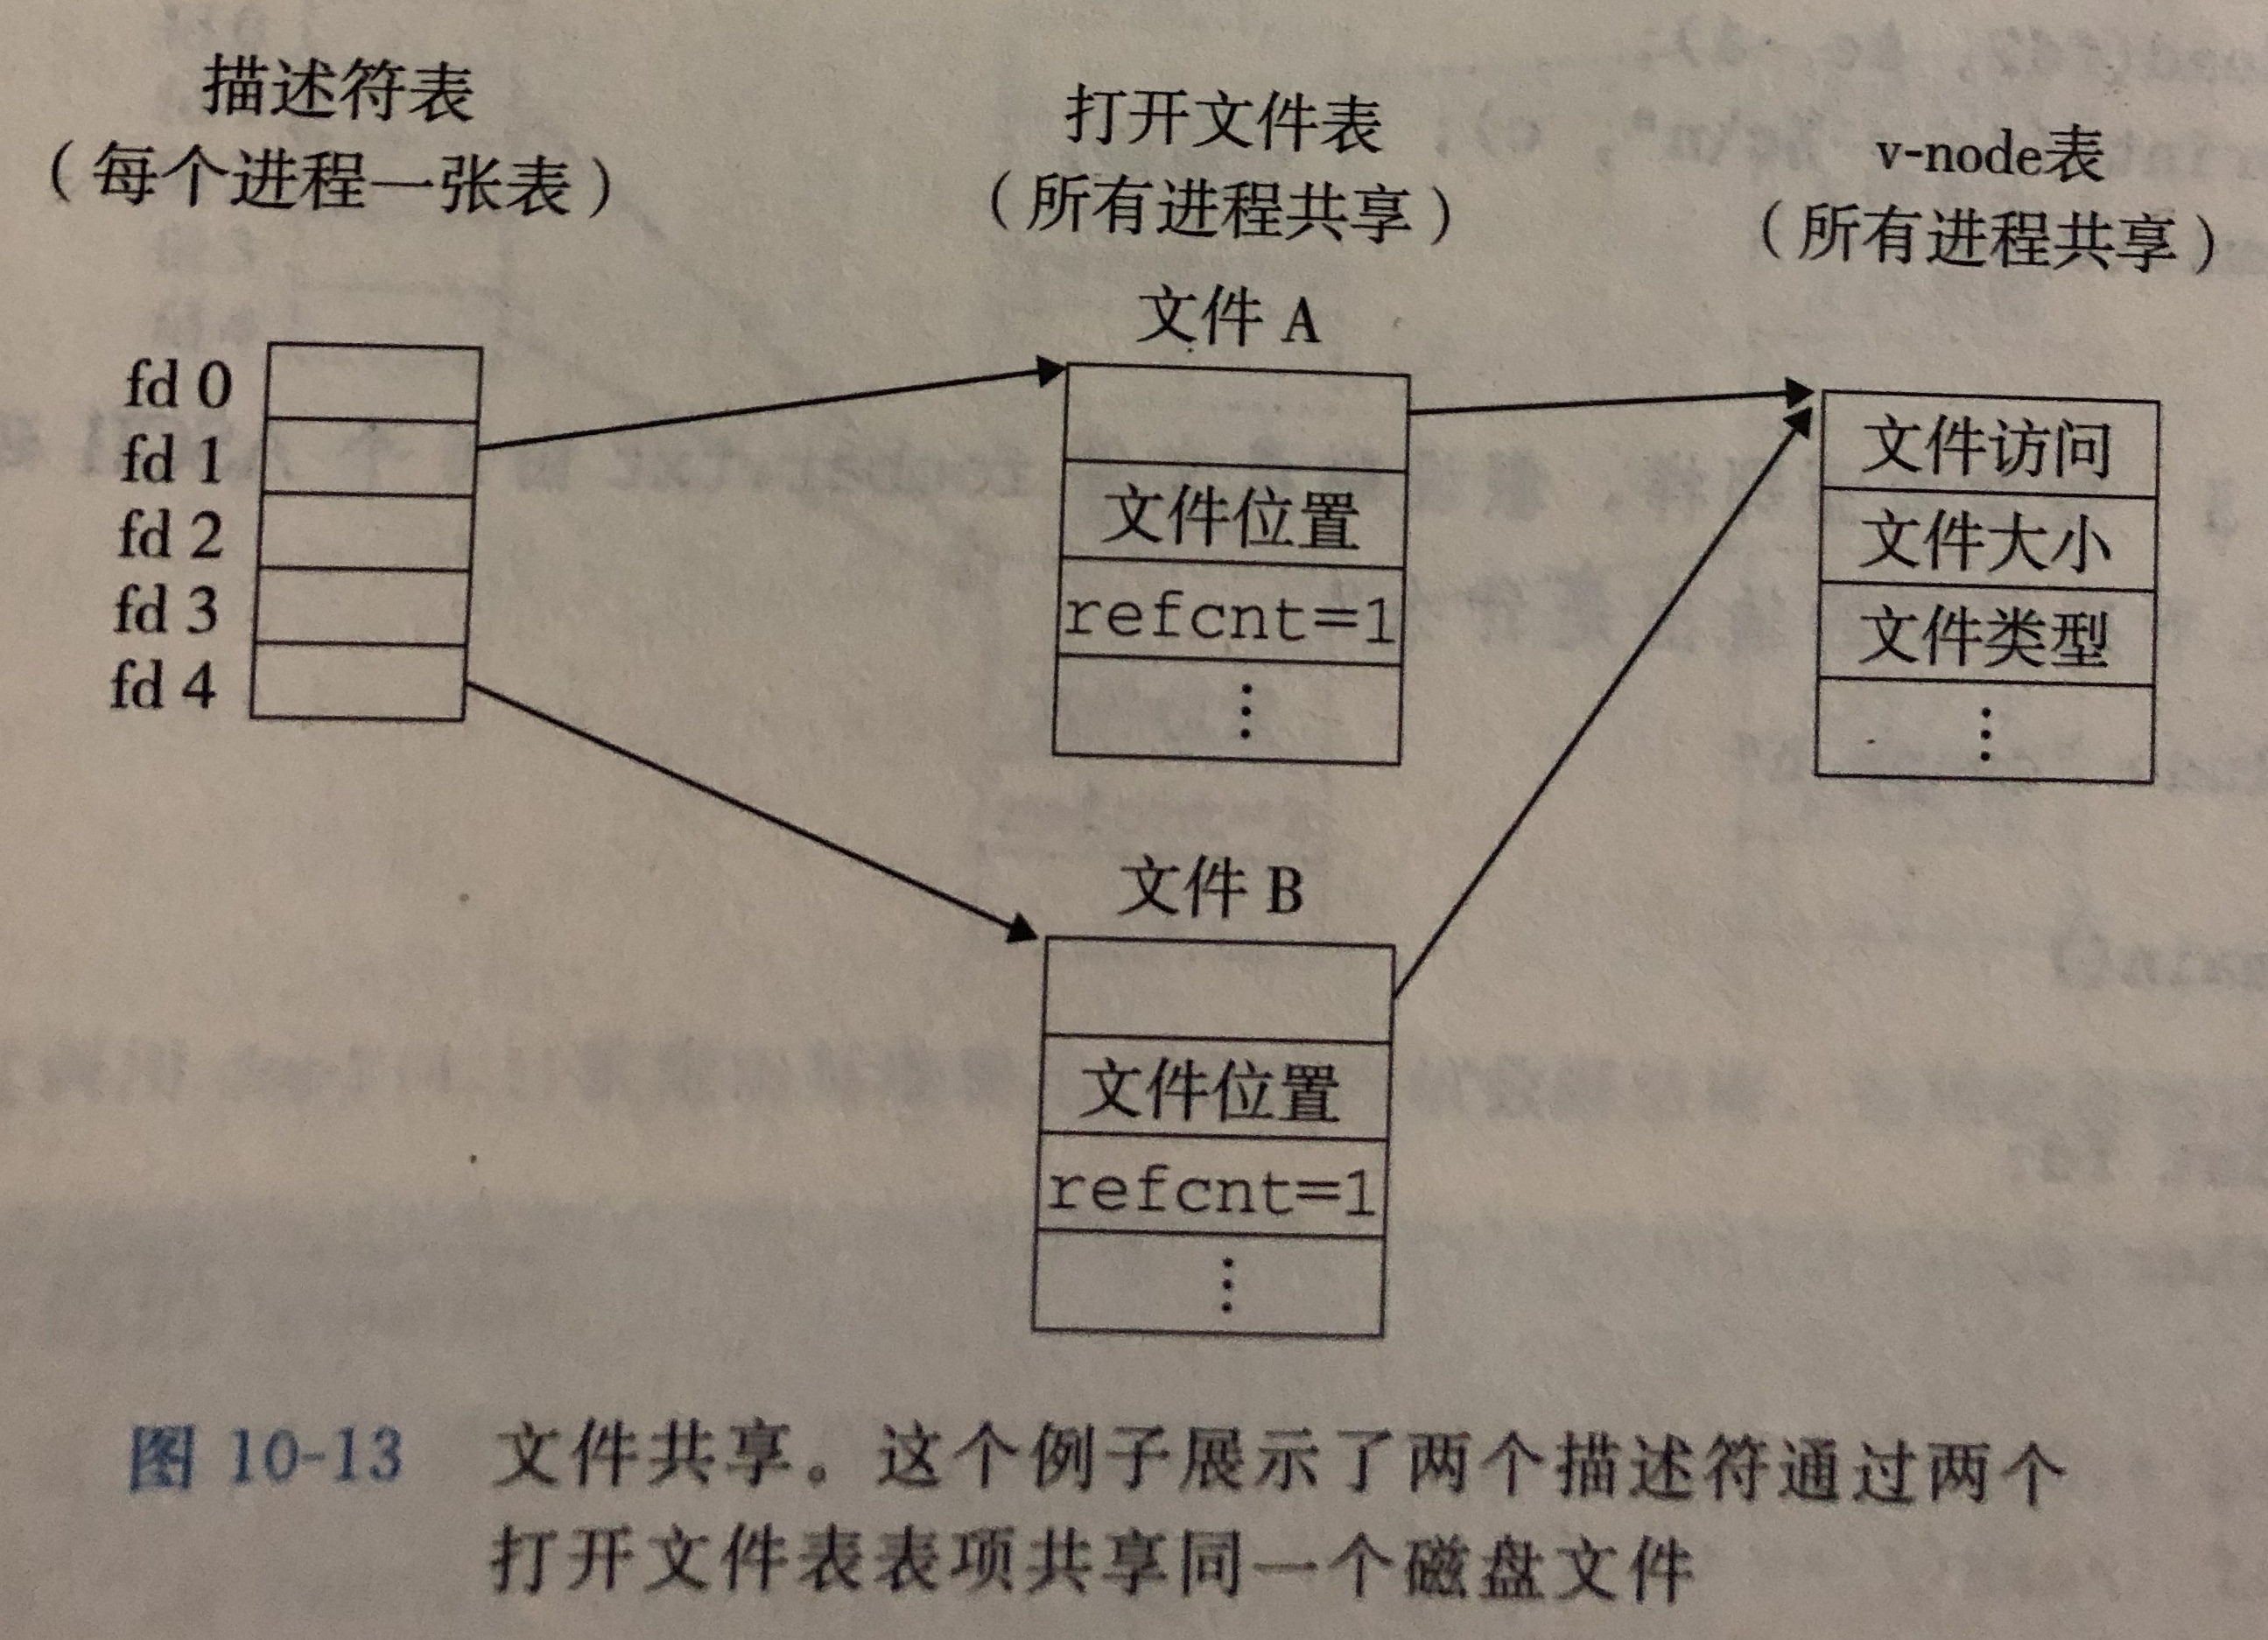 描述符表
（每个进程一张表）
打开文件表
（所有进程共享）
v-node表
（所有进程共享）
fd 0
fd 1
fd 2
fd 3
fd 4
文件 A
文件位置
refcnt=1
⋮
文件 B
文件位置
refcnt=1
⋮
文件访问
文件大小
文件类型
⋮
图 10-13 文件共享。这个例子展示了两个描述符通过两个
打开文件表表项共享同一个磁盘文件